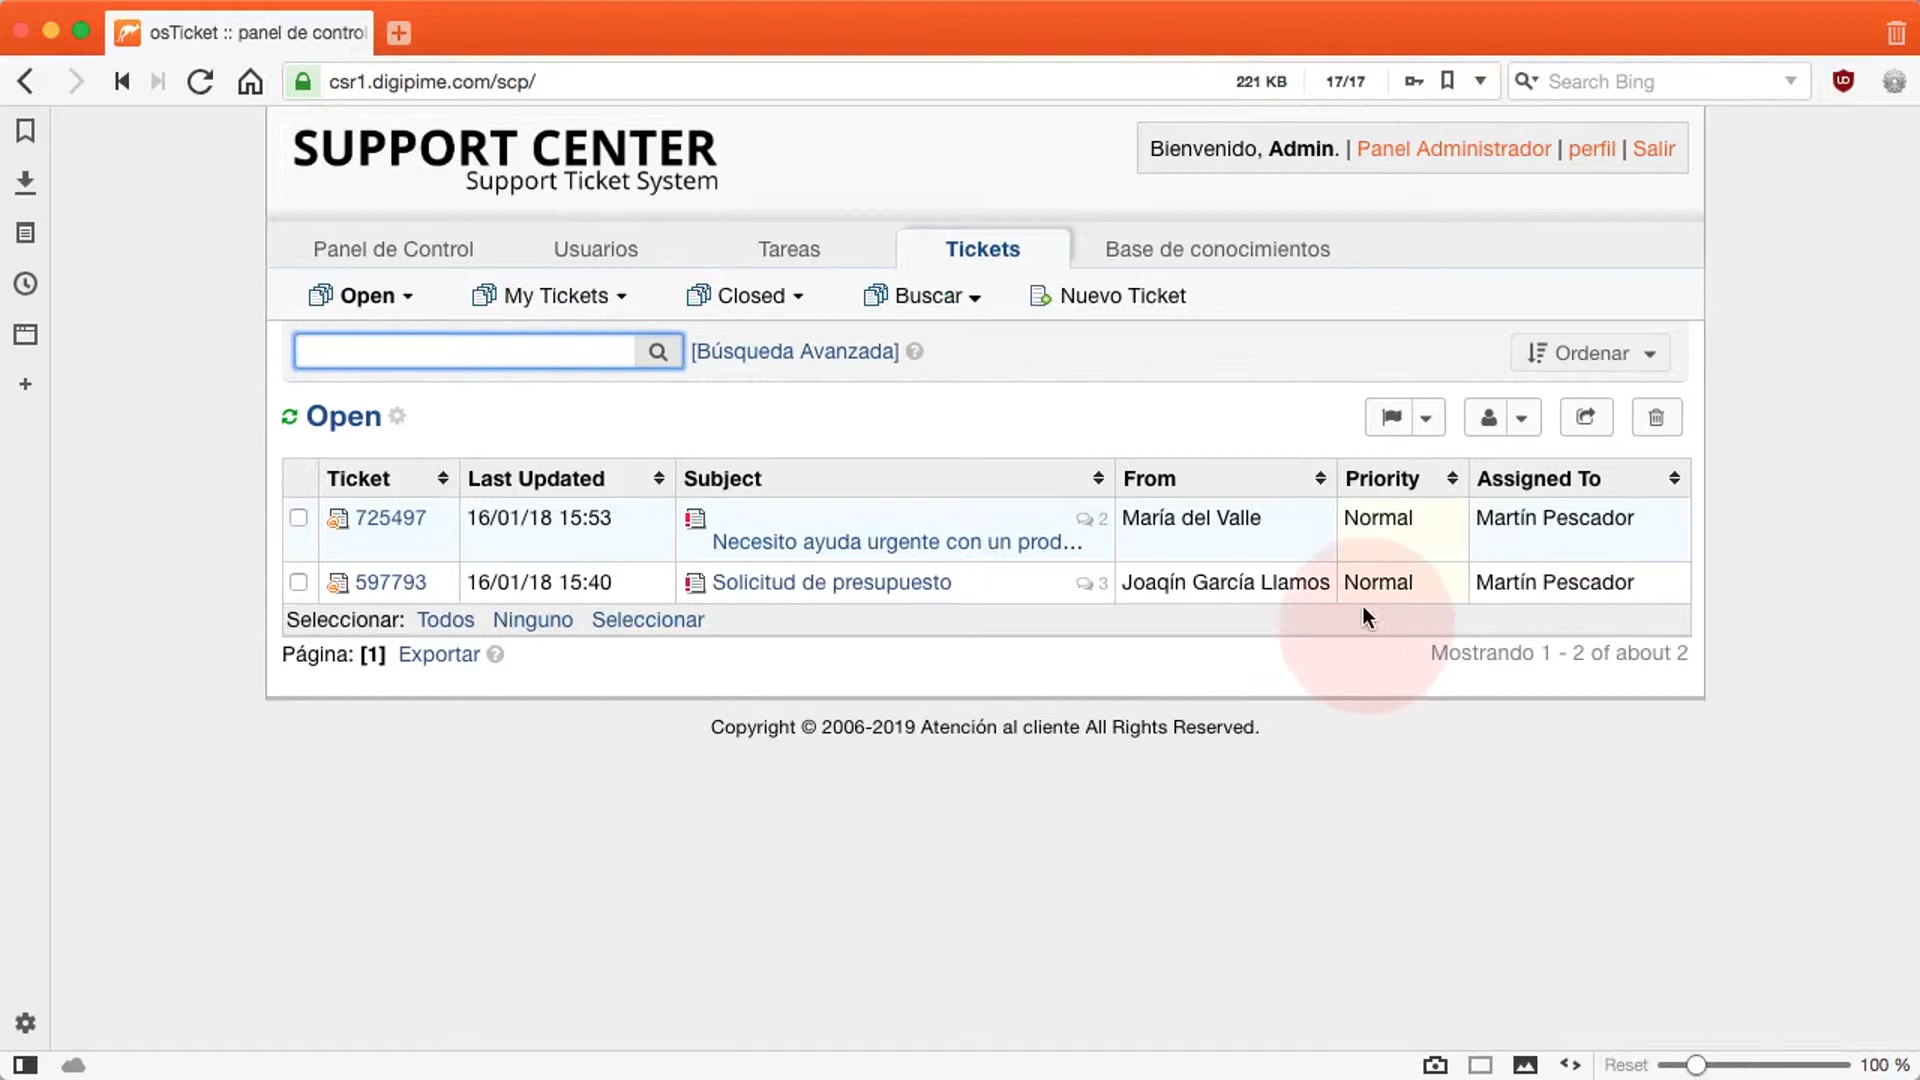 osTicket :: panel de control
csr1.digipime.com/scp/
221 KB
17/17
Search Bing
SUPPORT CENTER
Support Ticket System
Bienvenido, Admin. | Panel Administrador | perfil | Salir
Panel de Control
Usuarios
Tareas
Tickets
Base de conocimientos
Open
My Tickets
Closed
Buscar
Nuevo Ticket
[Búsqueda Avanzada]
Ordenar
Open
Ticket Last Updated Subject From Priority Assigned To
725497 16/01/18 15:53 2 María del Valle Normal Martín Pescador
Necesito ayuda urgente con un prod...
597793 16/01/18 15:40 Solicitud de presupuesto 3 Joaqín García Llamos Normal Martín Pescador
Seleccionar: Todos Ninguno Seleccionar
Página: [1] Exportar
Mostrando 1 - 2 of about 2
Copyright © 2006-2019 Atención al cliente All Rights Reserved.
Reset
100 %